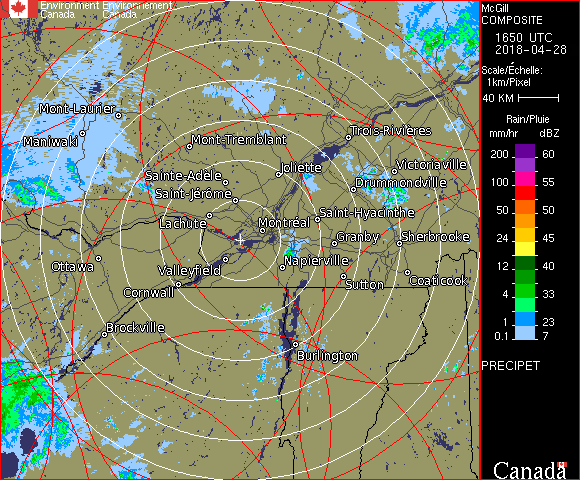 Environment Environnement
Canada Canada
McGill
COMPOSITE
1650 UTC
2018-04-28
Scale/Échelle:
1km/Pixel
40 KM
Rain/Pluie
mm/hr dBZ
200 60
150 55
100 55
50 50
24 45
12 40
4 33
1 23
0.1 7
PRECIPET
Canada
Mont-Laurier
Maniwaki
Mont-Tremblant
Trois-Rivières
Joliette
Victoriaville
Sainte-Adèle
Drummondville
Saint-Jérôme
Lachute
Montréal
Saint-Hyacinthe
Granby
Sherbrooke
Ottawa
Valleyfield
Napierville
Cornwall
Sutton
Coaticook
Brockville
Burlington